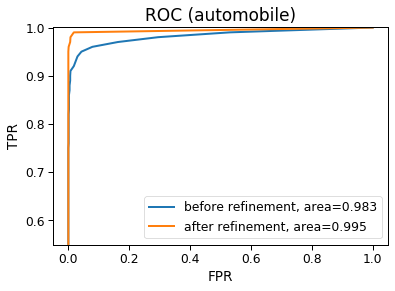 ROC (automobile)
1.0
0.9
0.8
0.7
0.6
TPR
before refinement, area=0.983
after refinement, area=0.995
0.0
0.2
0.4
0.6
0.8
1.0
FPR